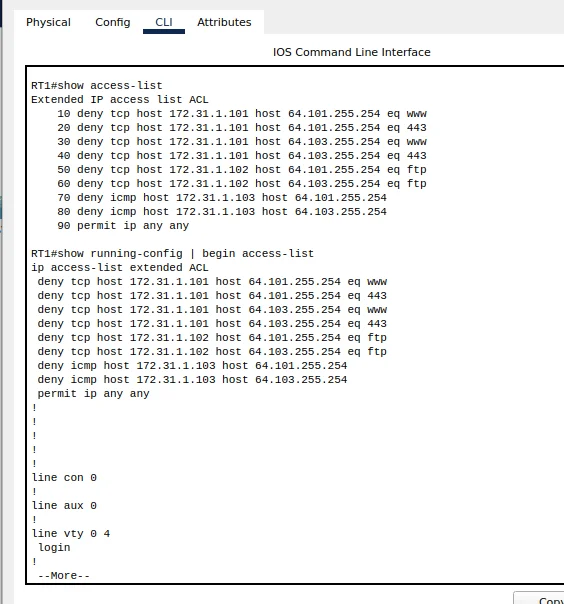 Physical Config CLI Attributes
IOS Command Line Interface
RT1#show access-list
Extended IP access list ACL
10 deny tcp host 172.31.1.101 host 64.101.255.254 eq www
20 deny tcp host 172.31.1.101 host 64.101.255.254 eq 443
30 deny tcp host 172.31.1.101 host 64.103.255.254 eq www
40 deny tcp host 172.31.1.101 host 64.103.255.254 eq 443
50 deny tcp host 172.31.1.102 host 64.101.255.254 eq ftp
60 deny tcp host 172.31.1.102 host 64.103.255.254 eq ftp
70 deny icmp host 172.31.1.103 host 64.101.255.254
80 deny icmp host 172.31.1.103 host 64.103.255.254
90 permit ip any any
RT1#show running-config | begin access-list
ip access-list extended ACL
deny tcp host 172.31.1.101 host 64.101.255.254 eq www
deny tcp host 172.31.1.101 host 64.101.255.254 eq 443
deny tcp host 172.31.1.101 host 64.103.255.254 eq www
deny tcp host 172.31.1.101 host 64.103.255.254 eq 443
deny tcp host 172.31.1.102 host 64.101.255.254 eq ftp
deny tcp host 172.31.1.102 host 64.103.255.254 eq ftp
deny icmp host 172.31.1.103 host 64.101.255.254
deny icmp host 172.31.1.103 host 64.103.255.254
permit ip any any
!
!
!
!
!
line con 0
!
line aux 0
!
line vty 0 4
login
!
--More--